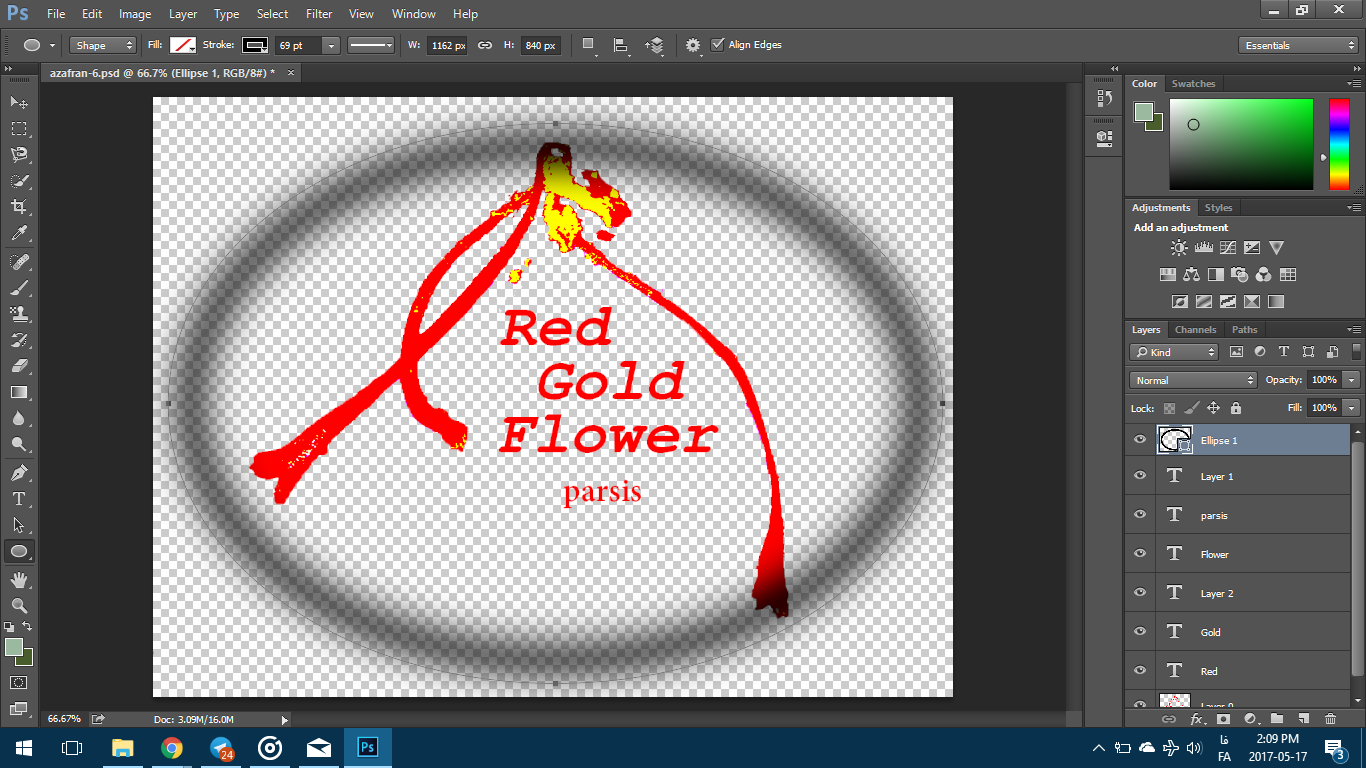 Ps File Edit Image Layer Type Select Filter View Window Help
Shape Fill: Stroke: 69 pt W: 1162 px H: 840 px Align Edges Essentials
azafran-6.psd @ 66.7% (Ellipse 1, RGB/8#) * ×
Color Swatches
Adjustments Styles
Add an adjustment
Layers Channels Paths
Kind
Normal Opacity: 100%
Lock: Fill: 100%
Ellipse 1
T Layer 1
T parsis
T Flower
T Layer 2
T Gold
T Red
Layer 0
Red
Gold
Flower
parsis
66.67% Doc: 3.09M/16.0M
24
Ps
فا
FA
2:09 PM
2017-05-17
3